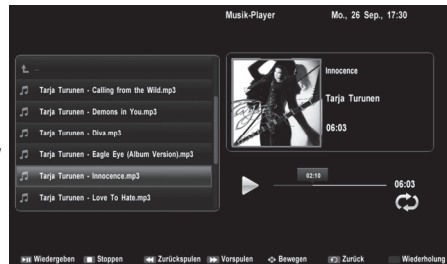 Musik-Player Mo., 26 Sep., 17:30
..
Tarja Turunen - Calling from the Wild.mp3
Tarja Turunen - Demons in You.mp3
Tarja Turunen - Diva.mp3
Tarja Turunen - Eagle Eye (Album Version).mp3
Tarja Turunen - Innocence.mp3
Tarja Turunen - Love To Hate.mp3
Innocence
Tarja Turunen
06:03
02:10
06:03
Wiedergeben Stoppen Zurückspulen Vorspulen Bewegen Zurück Wiederholung